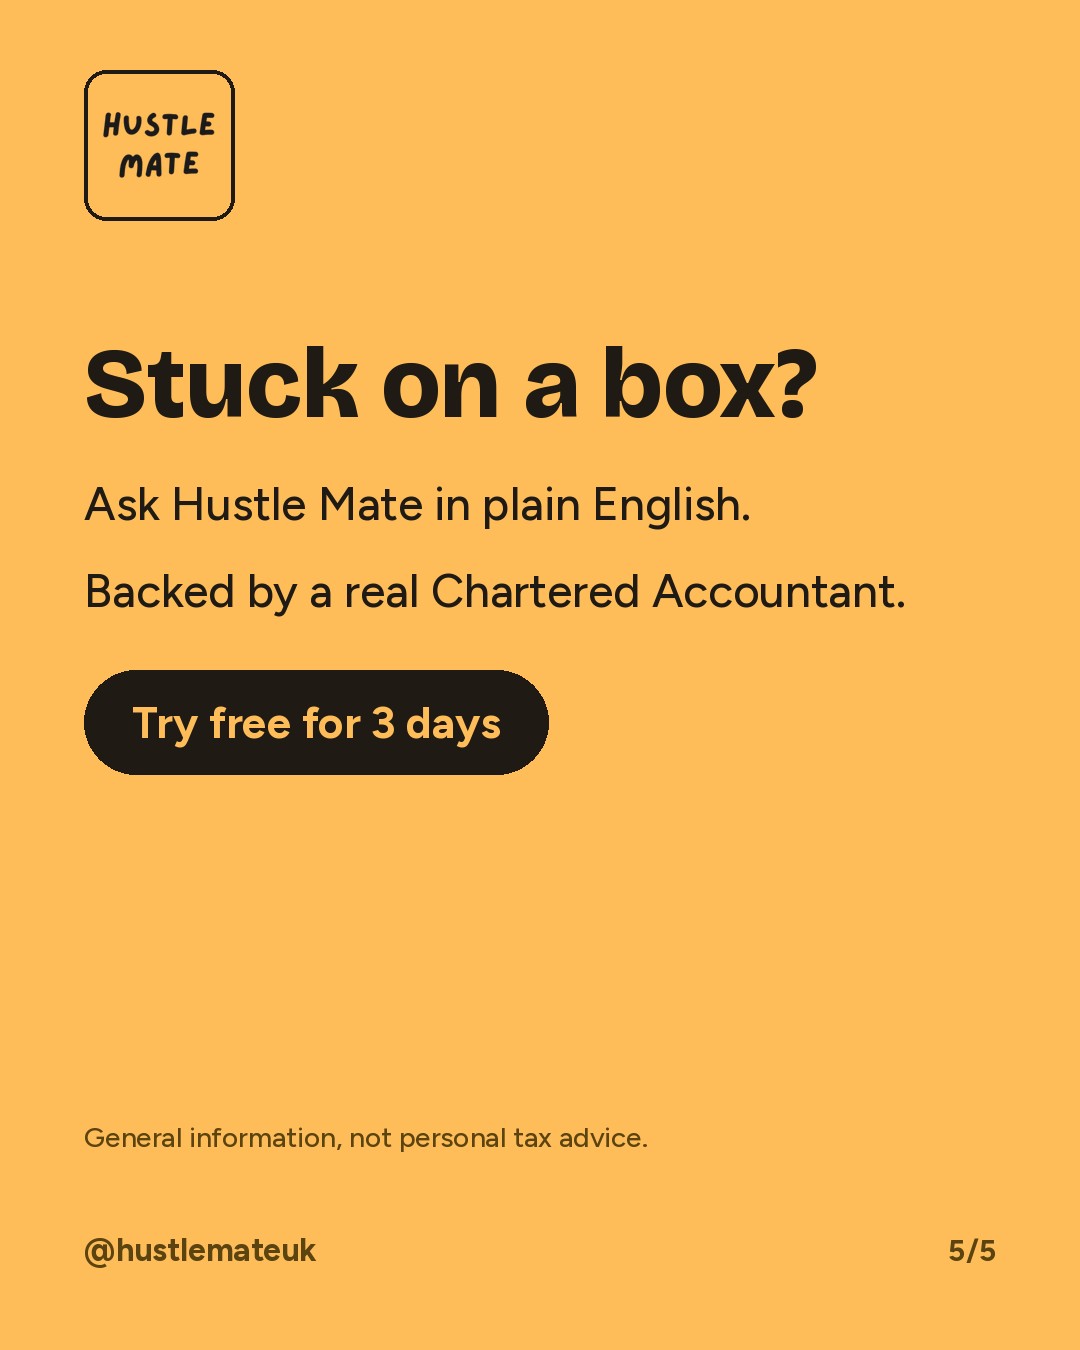 HUSTLE
MATE
Stuck on a box?
Ask Hustle Mate in plain English.
Backed by a real Chartered Accountant.
Try free for 3 days
General information, not personal tax advice.
@hustlemateuk
5/5